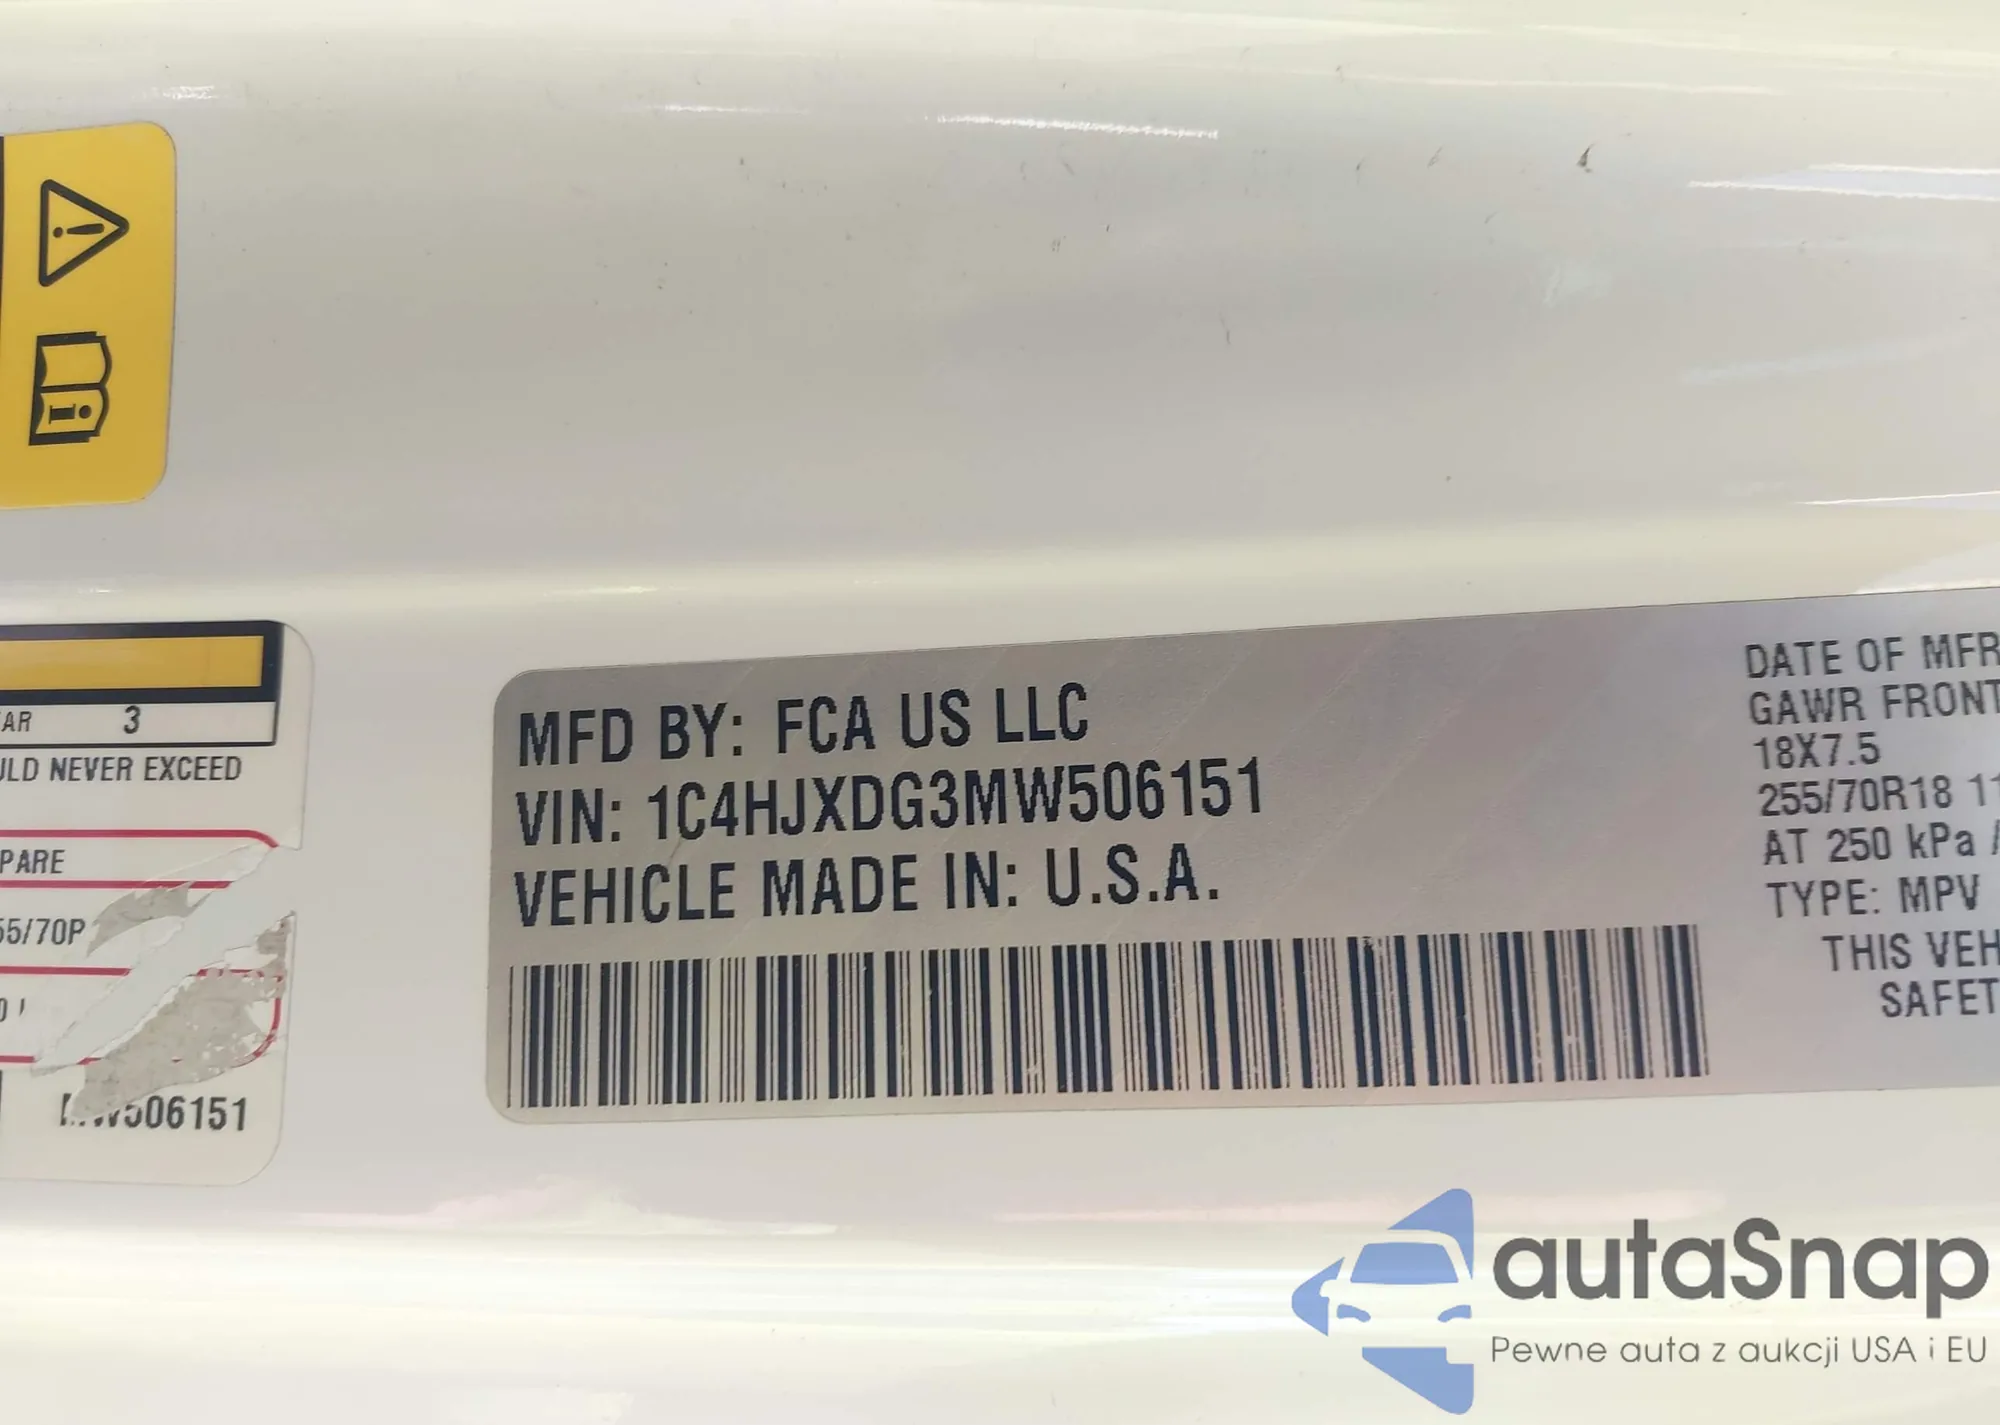 AR 3
ULD NEVER EXCEED
PARE
55/70P
506151
MFD BY: FCA US LLC
VIN: 1C4HJXDG3MW506151
VEHICLE MADE IN: U.S.A.
DATE OF MFR
GAWR FRONT
18X7.5
255/70R18 11
AT 250 kPa /
TYPE: MPV
THIS VEH
SAFET
autaSnap
Pewne auta z aukcji USA i EU